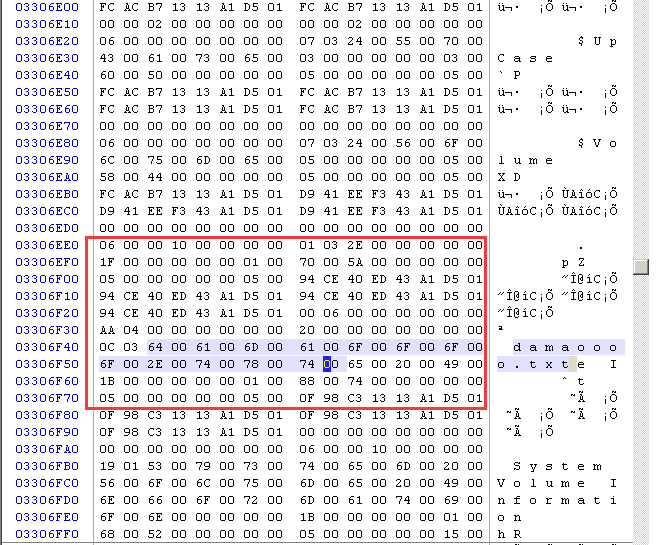 03306E00 FC AC B7 13 13 A1 D5 01 FC AC B7 13 13 A1 D5 01 ü¬· ¡Õ ü¬· ¡Õ
03306E10 00 00 02 00 00 00 00 00 00 00 02 00 00 00 00 00
03306E20 06 00 00 00 00 00 00 00 07 03 24 00 55 00 70 00 $ U p
03306E30 43 00 61 00 73 00 65 00 03 00 00 00 00 00 03 00 C a s e
03306E40 60 00 50 00 00 00 00 00 05 00 00 00 00 00 05 00 ` P
03306E50 FC AC B7 13 13 A1 D5 01 FC AC B7 13 13 A1 D5 01 ü¬· ¡Õ ü¬· ¡Õ
03306E60 FC AC B7 13 13 A1 D5 01 FC AC B7 13 13 A1 D5 01 ü¬· ¡Õ ü¬· ¡Õ
03306E70 00 00 00 00 00 00 00 00 00 00 00 00 00 00 00 00
03306E80 06 00 00 00 00 00 00 00 07 03 24 00 56 00 6F 00 $ V o
03306E90 6C 00 75 00 6D 00 65 00 05 00 00 00 00 00 05 00 l u m e
03306EA0 58 00 44 00 00 00 00 00 05 00 00 00 00 00 05 00 X D
03306EB0 FC AC B7 13 13 A1 D5 01 D9 41 EE F3 43 A1 D5 01 ü¬· ¡Õ ÙAîóC¡Õ
03306EC0 D9 41 EE F3 43 A1 D5 01 D9 41 EE F3 43 A1 D5 01 ÙAîóC¡Õ ÙAîóC¡Õ
03306ED0 00 00 00 00 00 00 00 00 00 00 00 00 00 00 00 00
03306EE0 06 00 00 10 00 00 00 00 01 03 2E 00 00 00 00 00 .
03306EF0 1F 00 00 00 00 00 01 00 70 00 5A 00 00 00 00 00 p Z
03306F00 05 00 00 00 00 00 05 00 94 CE 40 ED 43 A1 D5 01 ”Î@íC¡Õ
03306F10 94 CE 40 ED 43 A1 D5 01 94 CE 40 ED 43 A1 D5 01 ”Î@íC¡Õ ”Î@íC¡Õ
03306F20 94 CE 40 ED 43 A1 D5 01 00 06 00 00 00 00 00 00 ”Î@íC¡Õ
03306F30 AA 04 00 00 00 00 00 00 20 00 00 00 00 00 00 00 ª
03306F40 0C 03 64 00 61 00 6D 00 61 00 6F 00 6F 00 6F 00 d a m a o o o
03306F50 6F 00 2E 00 74 00 78 00 74 00 65 00 20 00 49 00 o . t x t e I
03306F60 1B 00 00 00 00 00 01 00 88 00 74 00 00 00 00 00 ˆ t
03306F70 05 00 00 00 00 00 05 00 0F 98 C3 13 13 A1 D5 01 ˜Ã ¡Õ
03306F80 0F 98 C3 13 13 A1 D5 01 0F 98 C3 13 13 A1 D5 01 ˜Ã ¡Õ ˜Ã ¡Õ
03306F90 0F 98 C3 13 13 A1 D5 01 00 00 00 00 00 00 00 00 ˜Ã ¡Õ
03306FA0 00 00 00 00 00 00 00 00 06 00 00 10 00 00 00 00
03306FB0 19 01 53 00 79 00 73 00 74 00 65 00 6D 00 20 00 S y s t e m
03306FC0 56 00 6F 00 6C 00 75 00 6D 00 65 00 20 00 49 00 V o l u m e I
03306FD0 6E 00 66 00 6F 00 72 00 6D 00 61 00 74 00 69 00 n f o r m a t i
03306FE0 6F 00 6E 00 00 00 00 00 1B 00 00 00 00 00 01 00 o n
03306FF0 68 00 52 00 00 00 00 00 05 00 00 00 00 00 15 00 h R